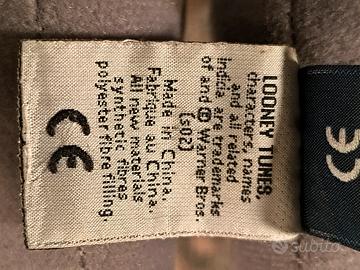 LOONEY TUNES,
characters, names
and all related
indicia are trademarks
of and © Warner Bros.
(s02)
Made in China.
Fabriqué au China.
All new materials
synthetic fibres
polyester fibre filling.
CE
CE
subito